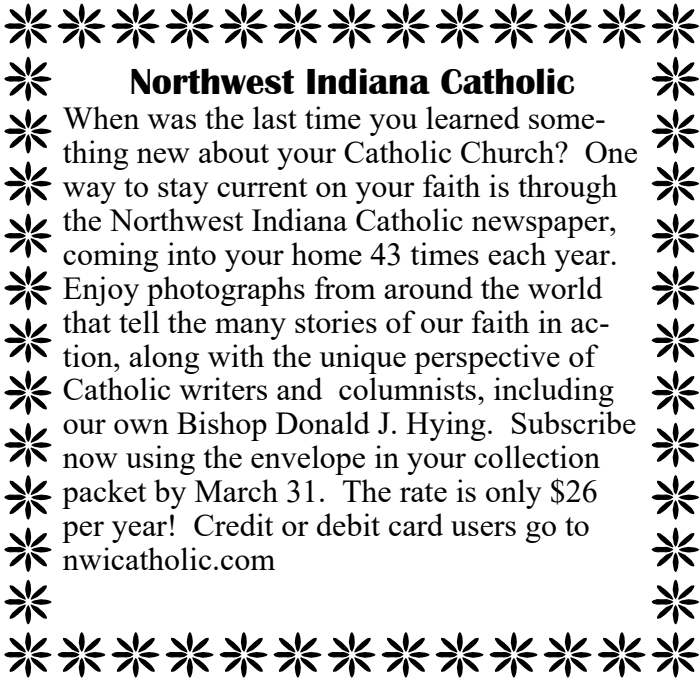 Northwest Indiana Catholic
When was the last time you learned some-
thing new about your Catholic Church?  One
way to stay current on your faith is through
the Northwest Indiana Catholic newspaper,
coming into your home 43 times each year.
Enjoy photographs from around the world
that tell the many stories of our faith in ac-
tion, along with the unique perspective of
Catholic writers and  columnists, including
our own Bishop Donald J. Hying.  Subscribe
now using the envelope in your collection
packet by March 31.  The rate is only $26
per year!  Credit or debit card users go to
nwicatholic.com